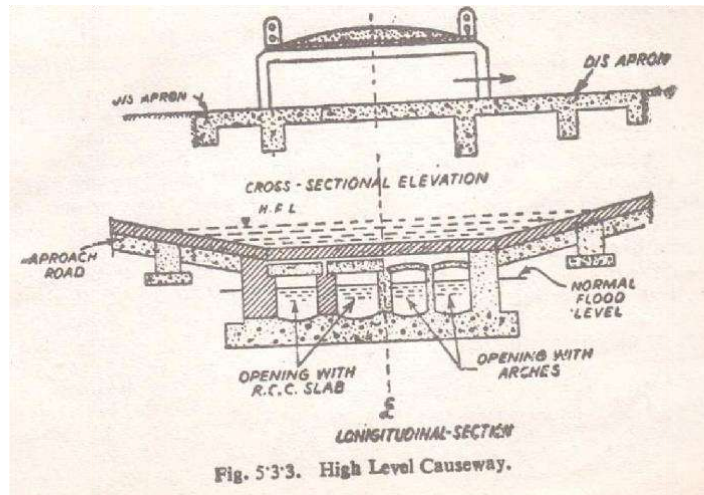 U/S APRON
D/S APRON
CROSS-SECTIONAL ELEVATION
H.F.L
APROACH
ROAD
NORMAL
FLOOD
LEVEL
OPENING WITH
R.C.C. SLAB
OPENING WITH
ARCHES
℄
LONIGITUDINAL-SECTION
Fig. 5·3·3. High Level Causeway.